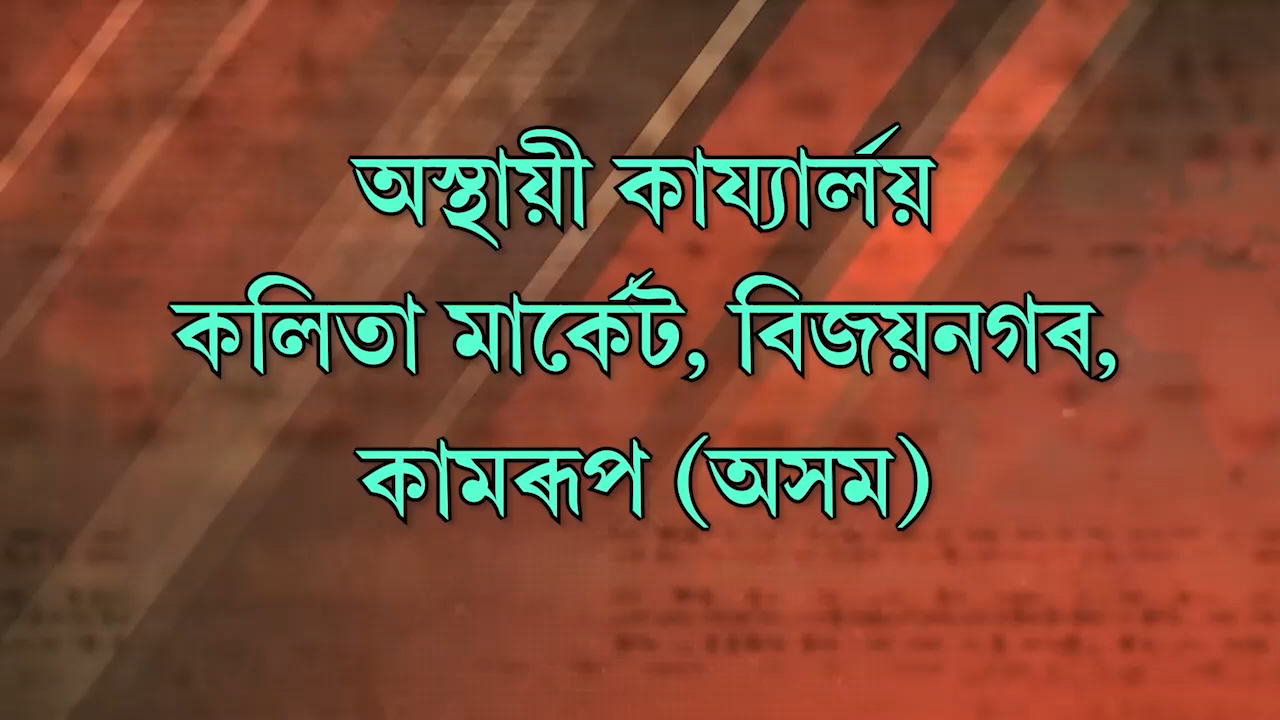 অস্থায়ী কায্যাৰ্লয়
কলিতা মাৰ্কেট, বিজয়নগৰ,
কামৰূপ (অসম)